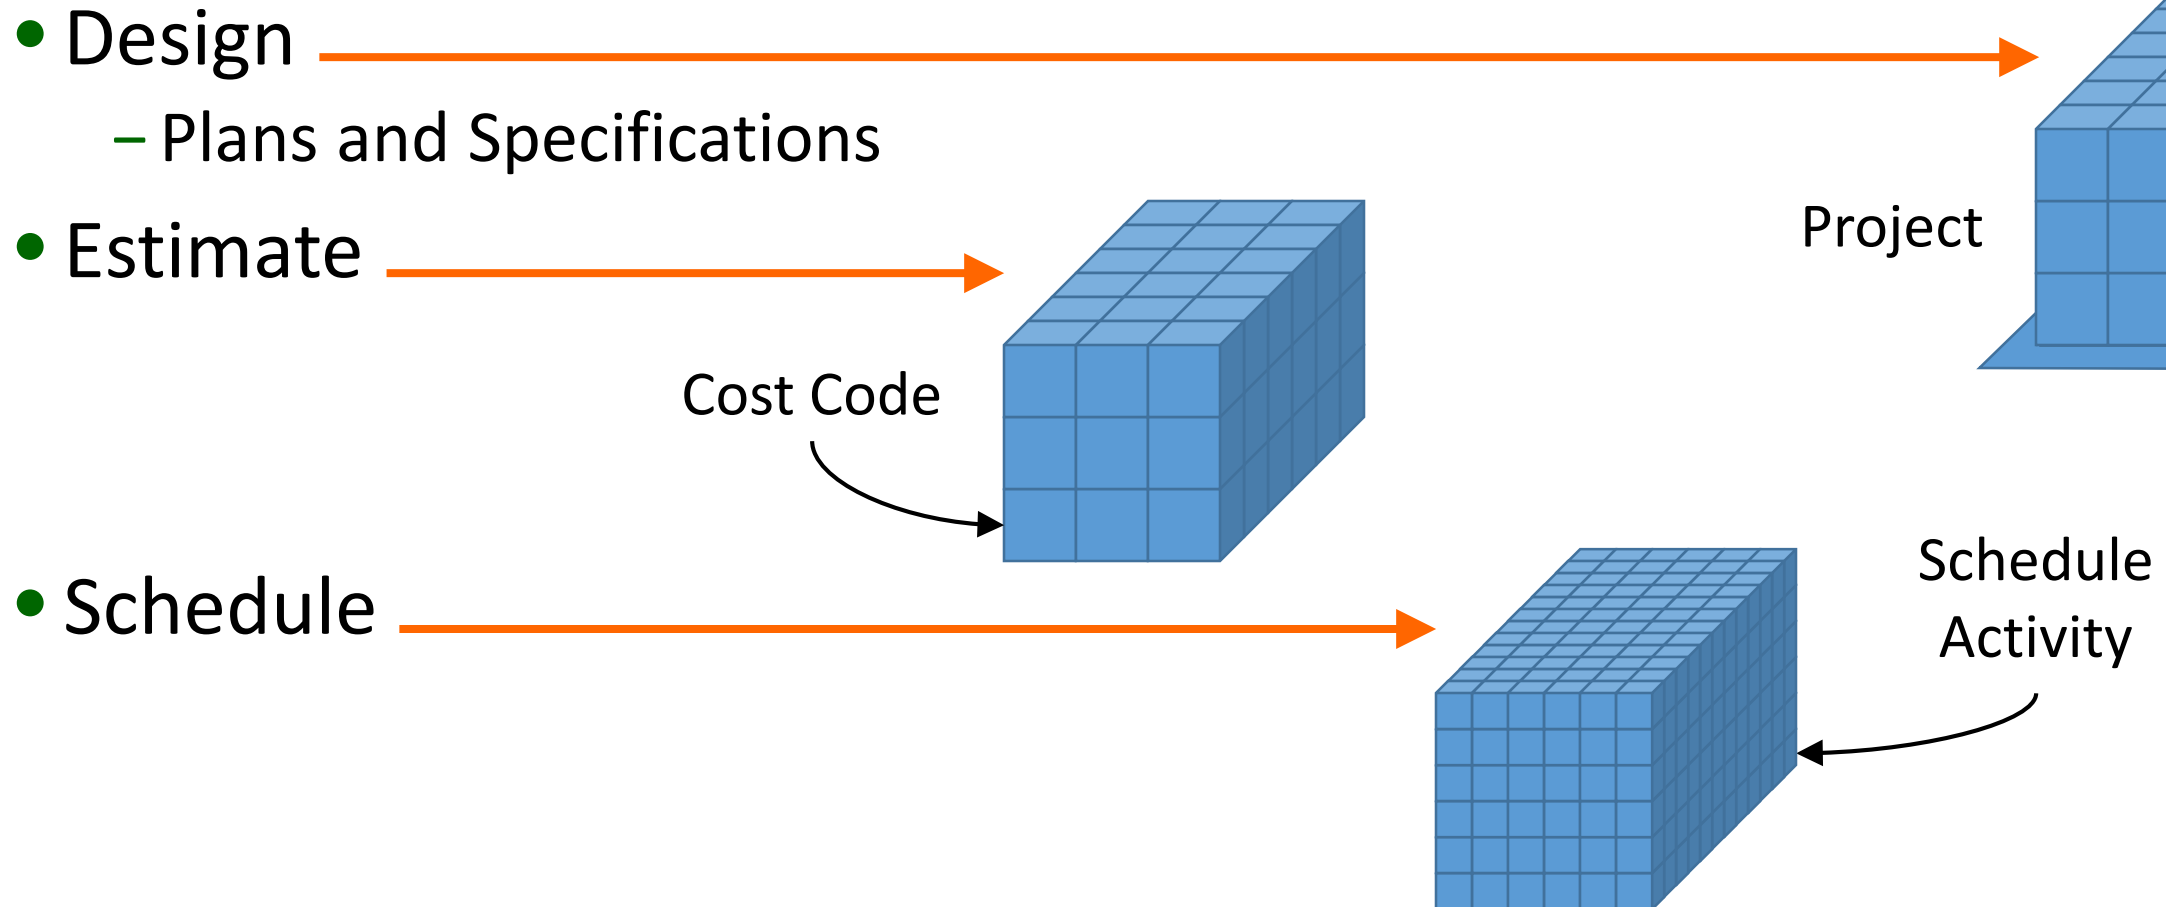 • Design
– Plans and Specifications
Project
• Estimate
Cost Code
Schedule
Activity
• Schedule